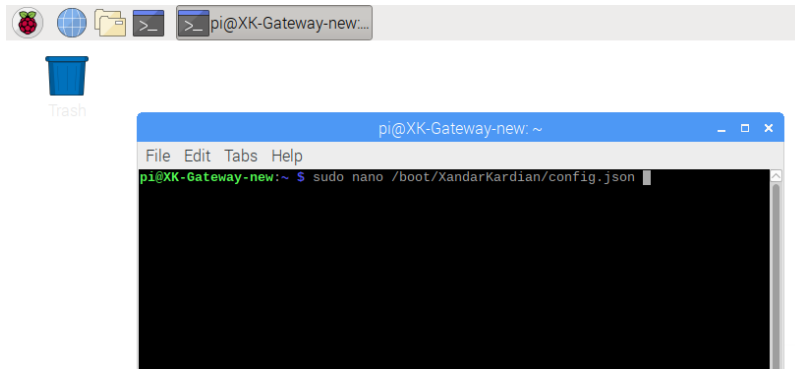 pi@XK-Gateway-new:...
Trash
pi@XK-Gateway-new: ~
File Edit Tabs Help
pi@XK-Gateway-new:~ $ sudo nano /boot/XandarKardian/config.json